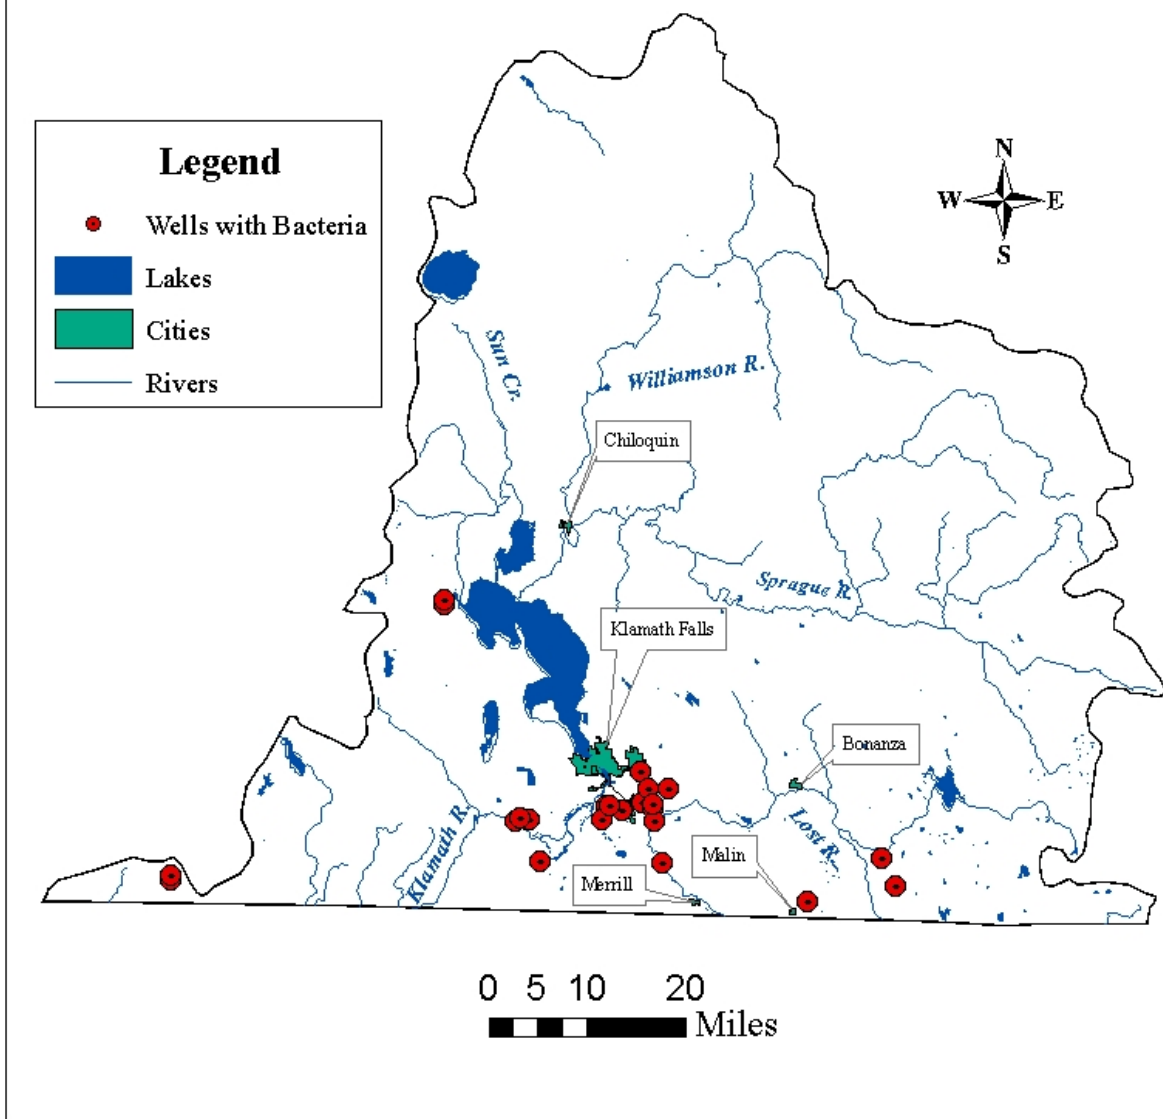 Legend
Wells with Bacteria
Lakes
Cities
Rivers
N
W
E
S
Sun Cr.
Williamson R.
Chiloquin
Sprague R.
Klamath Falls
Bonanza
Lost R.
Klamath R.
Malin
Merrill
0 5 10 20
Miles